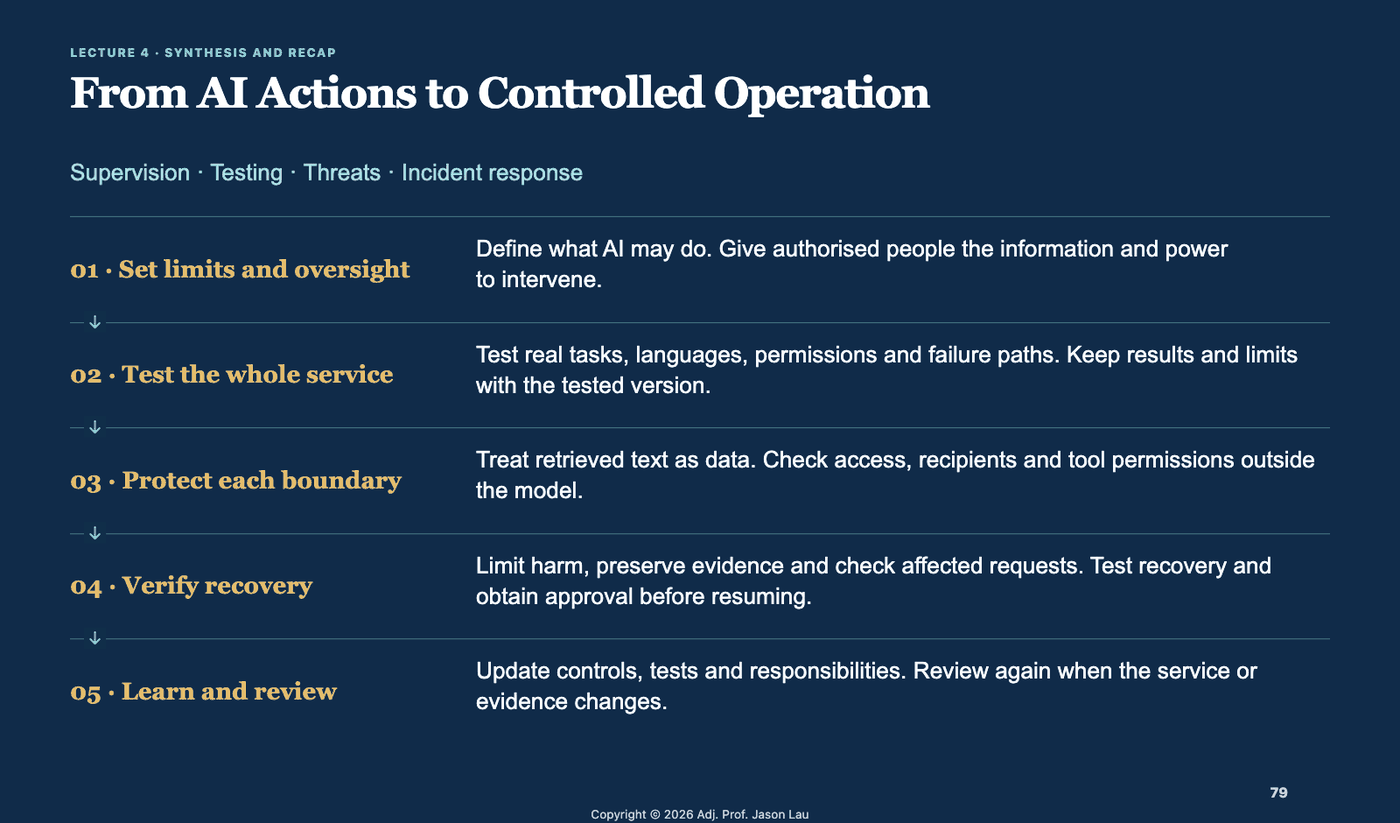 LECTURE 4 · SYNTHESIS AND RECAP
From AI Actions to Controlled Operation
Supervision · Testing · Threats · Incident response
01 · Set limits and oversight
Define what AI may do. Give authorised people the information and power
to intervene.
02 · Test the whole service
Test real tasks, languages, permissions and failure paths. Keep results and limits
with the tested version.
03 · Protect each boundary
Treat retrieved text as data. Check access, recipients and tool permissions outside
the model.
04 · Verify recovery
Limit harm, preserve evidence and check affected requests. Test recovery and
obtain approval before resuming.
05 · Learn and review
Update controls, tests and responsibilities. Review again when the service or
evidence changes.
79
Copyright © 2026 Adj. Prof. Jason Lau